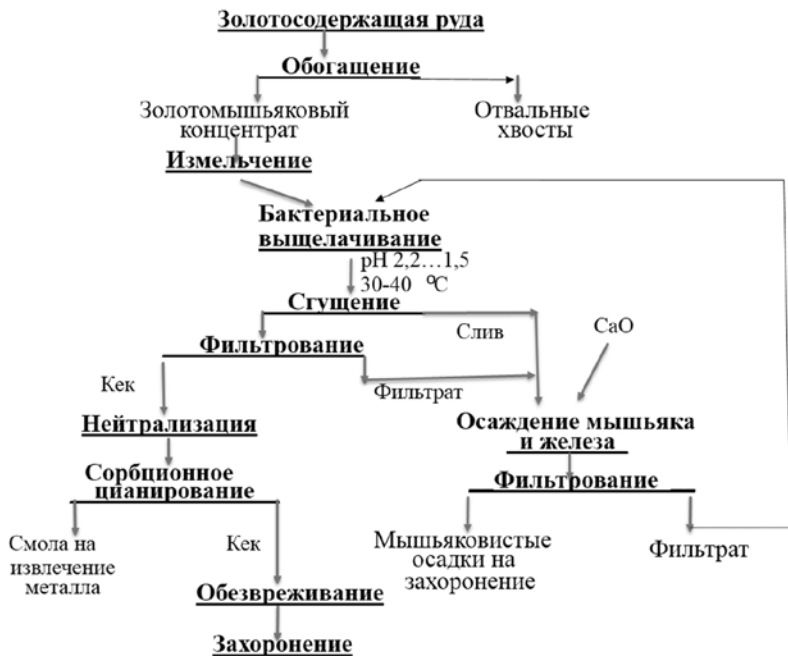 Золотосодержащая руда
Обогащение
Золотомышьяковый
концентрат
Отвальные
хвосты
Измельчение
Бактериальное
выщелачивание
рН 2,2...1,5
30-40 °С
Сгущение
Слив
СаО
Фильтрование
Кек
Фильтрат
Нейтрализация
Осаждение мышьяка
и железа
Сорбционное
цианирование
Фильтрование
Смола на
извлечение
металла
Кек
Мышьяковистые
осадки на
захоронение
Фильтрат
Обезвреживание
Захоронение